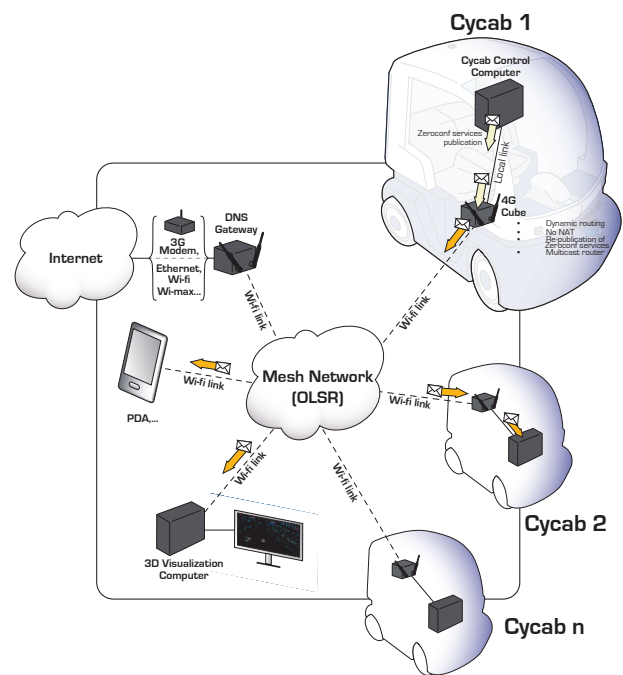 Cycab 1
Cycab Control
Computer
Zeroconf services
publication
Local link
4G
Cube
• Dynamic routing
• No NAT
• Re-publication of
Zeroconf services
• Multicast router
DNS
Gateway
3G
Modem,
Ethernet,
Wi-fi
Wi-max...
Internet
Wi-fi link
Wi-fi link
Mesh Network
(OLSR)
Wi-fi link
PDA,...
Wi-fi link
Wi-fi link
Wi-fi link
Cycab 2
3D Visualization
Computer
Cycab n